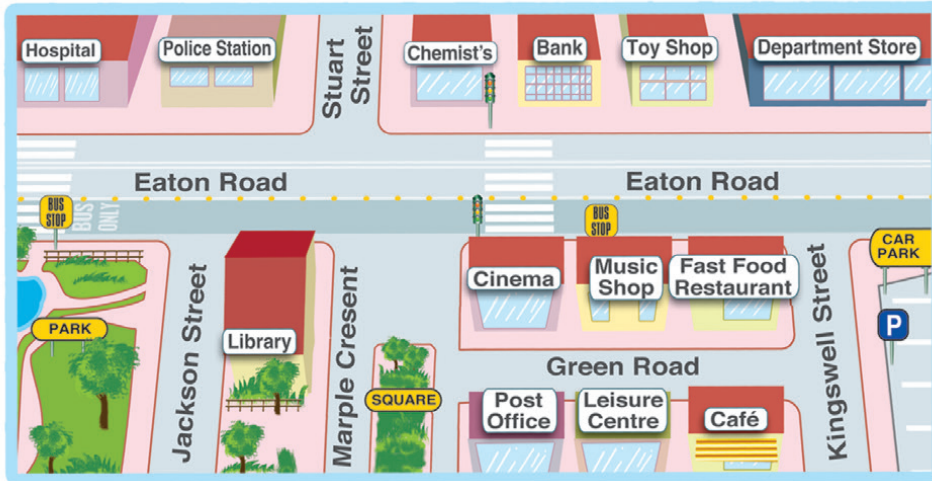 Hospital
Police Station
Stuart
Street
Chemist's
Bank
Toy Shop
Department Store
Eaton Road
Eaton Road
BUS
STOP
BUS
ONLY
BUS
STOP
CAR
PARK
Cinema
Music
Shop
Fast Food
Restaurant
P
PARK
Jackson Street
Library
Marple Cresent
SQUARE
Green Road
Kingswell Street
Post
Office
Leisure
Centre
Café